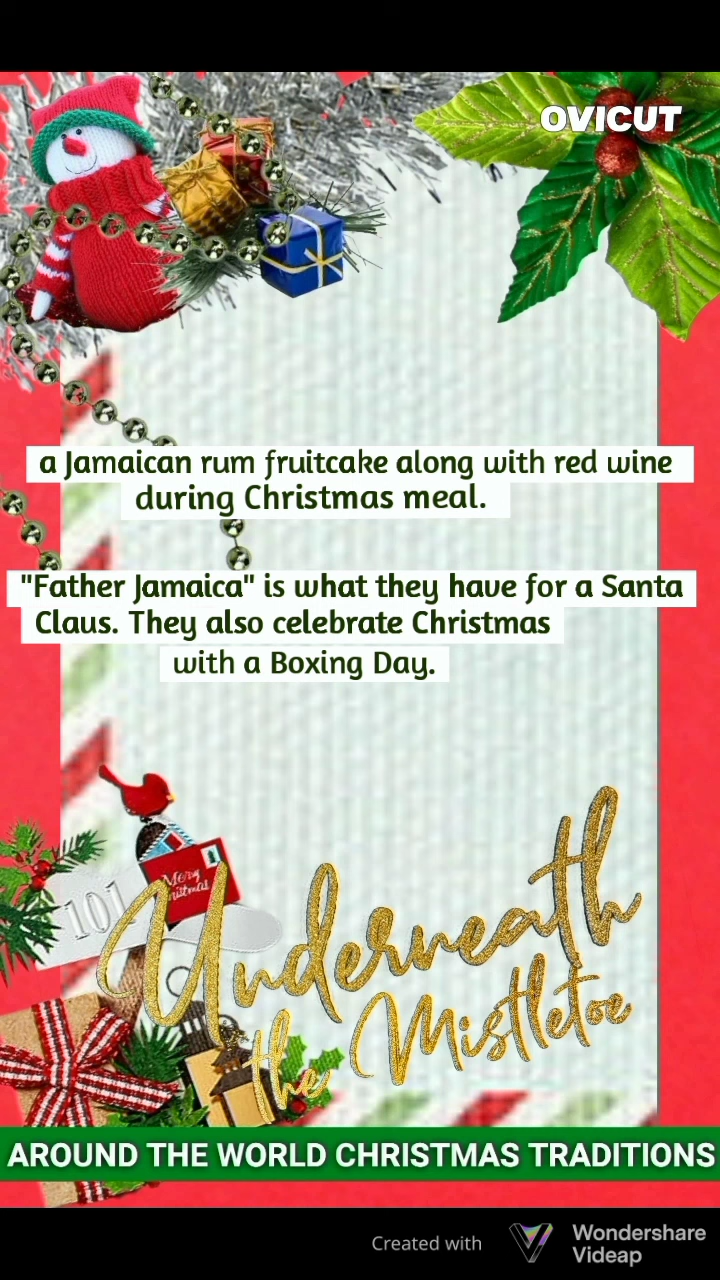 OVICUT
a Jamaican rum fruitcake along with red wine
during Christmas meal.
"Father Jamaica" is what they have for a Santa
Claus. They also celebrate Christmas
with a Boxing Day.
Merry
101
Underneath
the Mistletoe
AROUND THE WORLD CHRISTMAS TRADITIONS
Created with
Wondershare
Videap